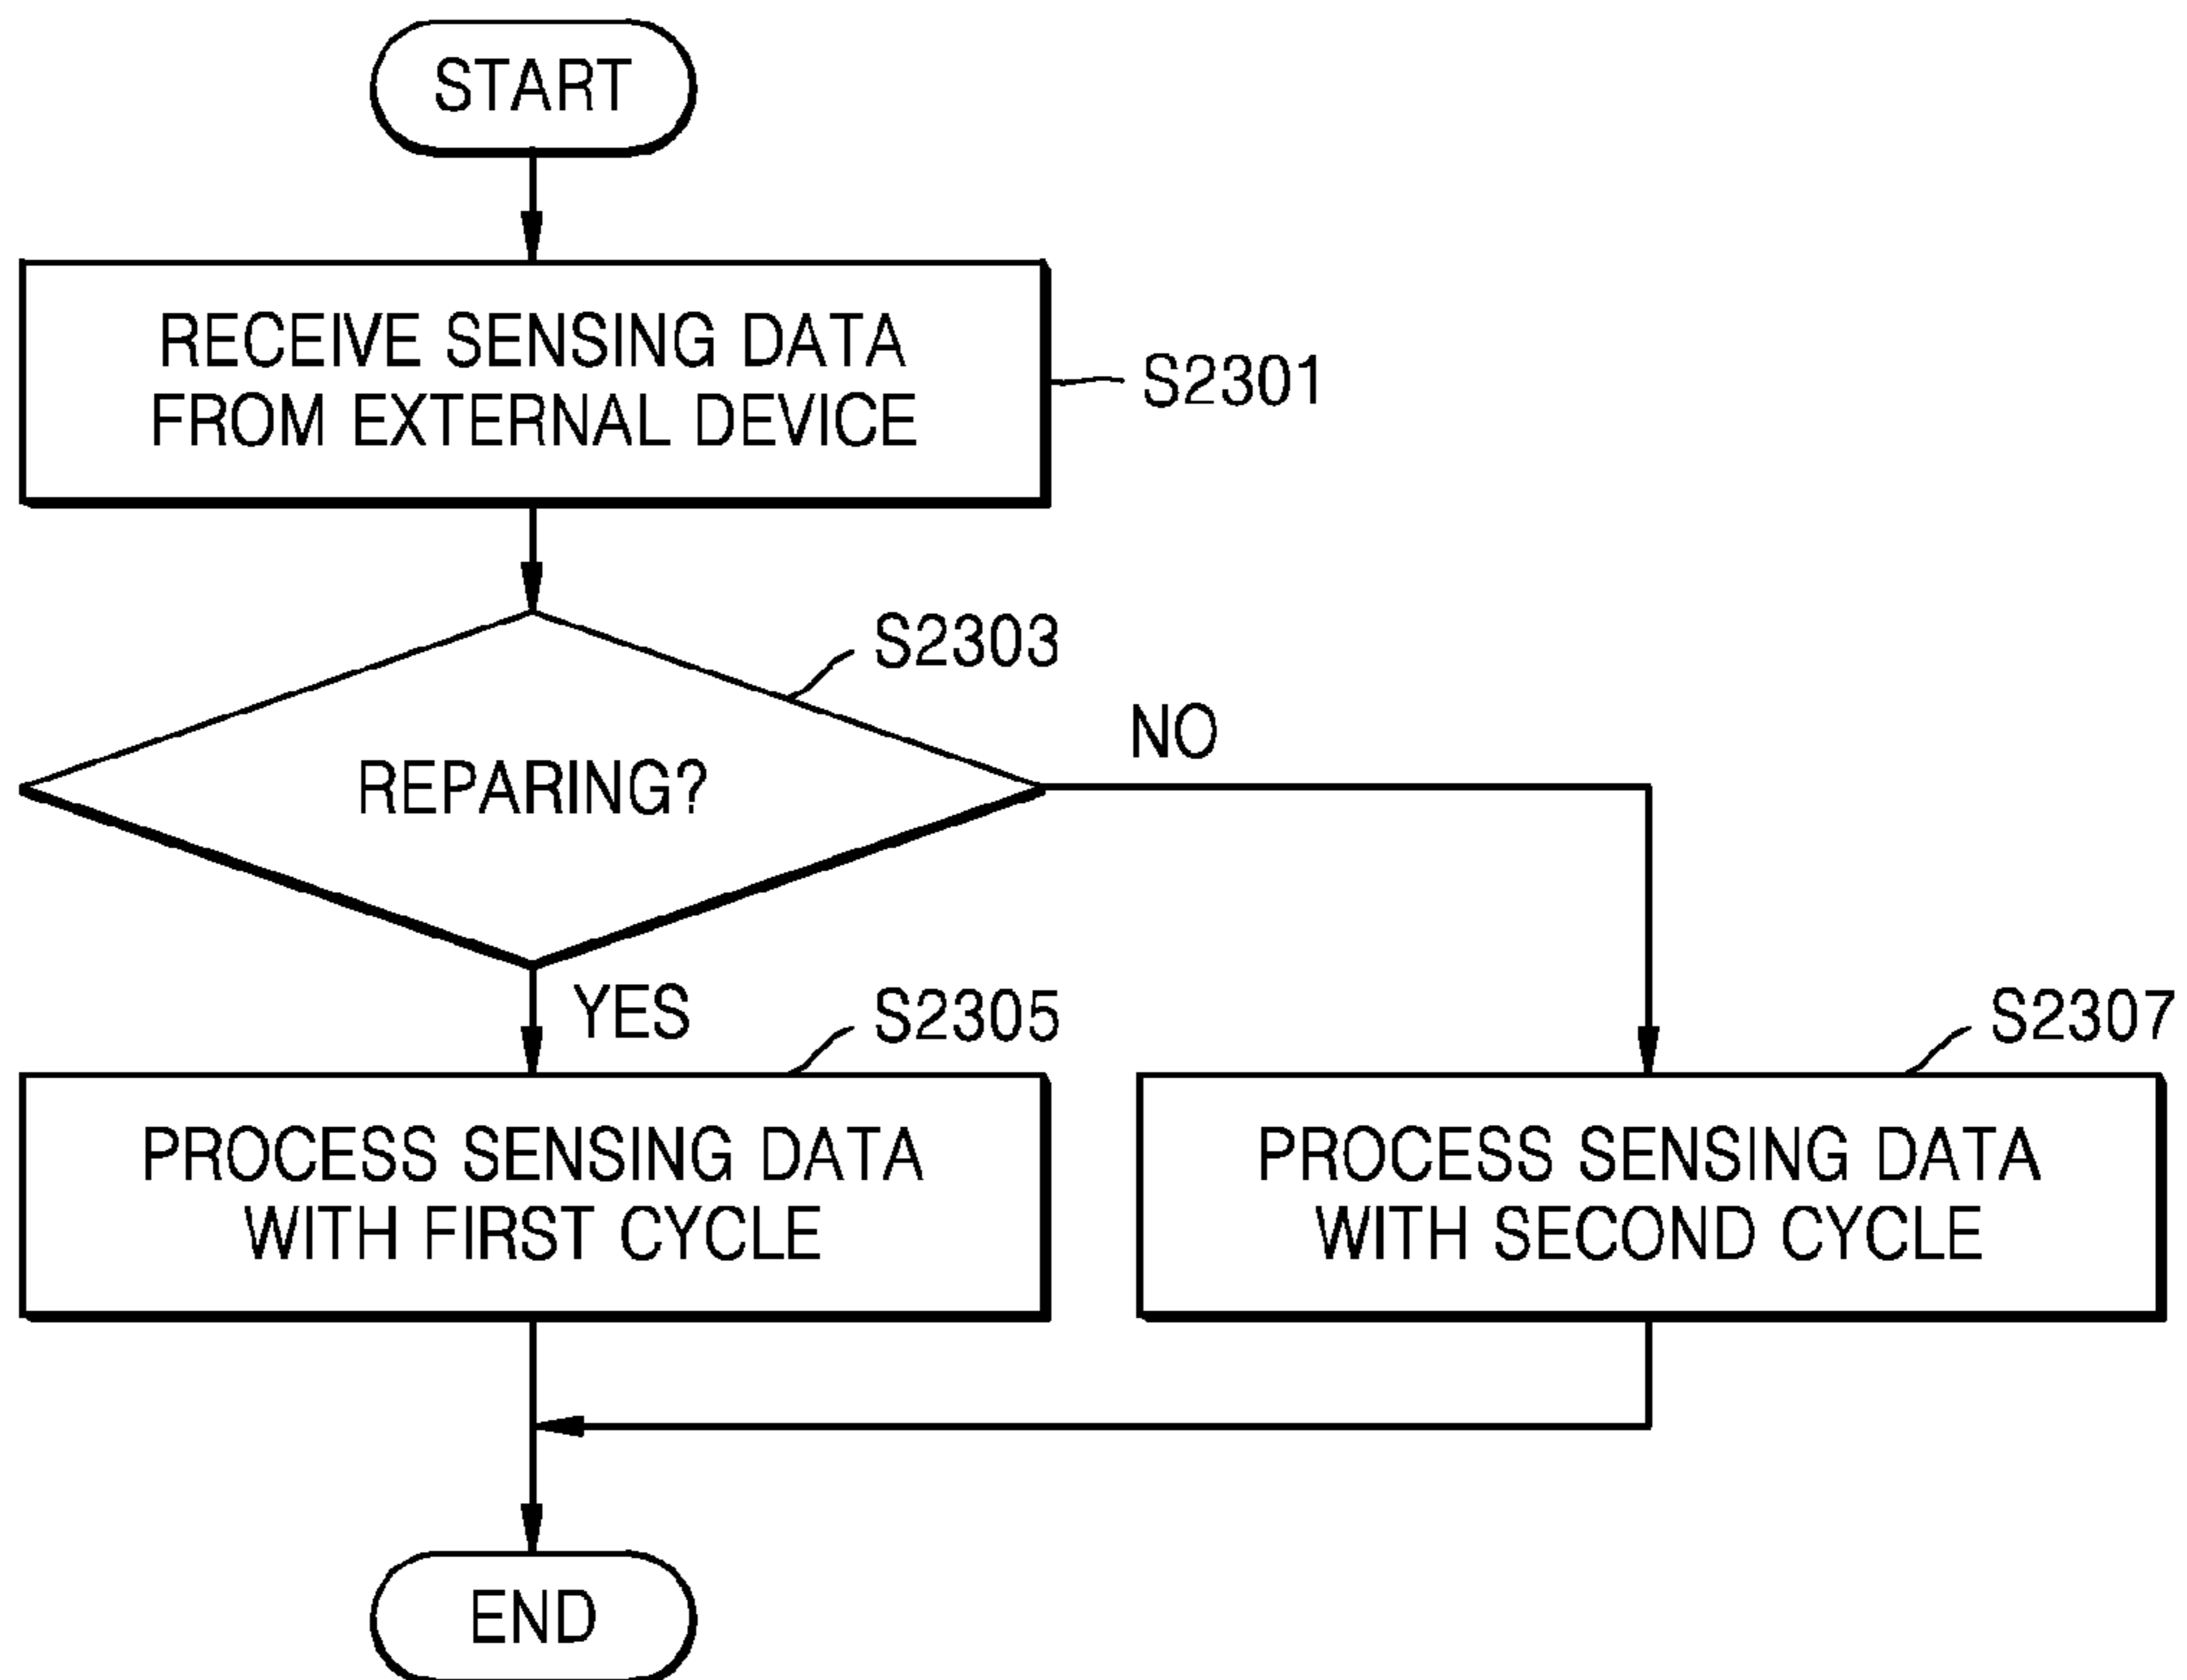 START
RECEIVE SENSING DATA
FROM EXTERNAL DEVICE
S2301
S2303
REPARING?
NO
YES
S2305
S2307
PROCESS SENSING DATA
WITH FIRST CYCLE
PROCESS SENSING DATA
WITH SECOND CYCLE
END